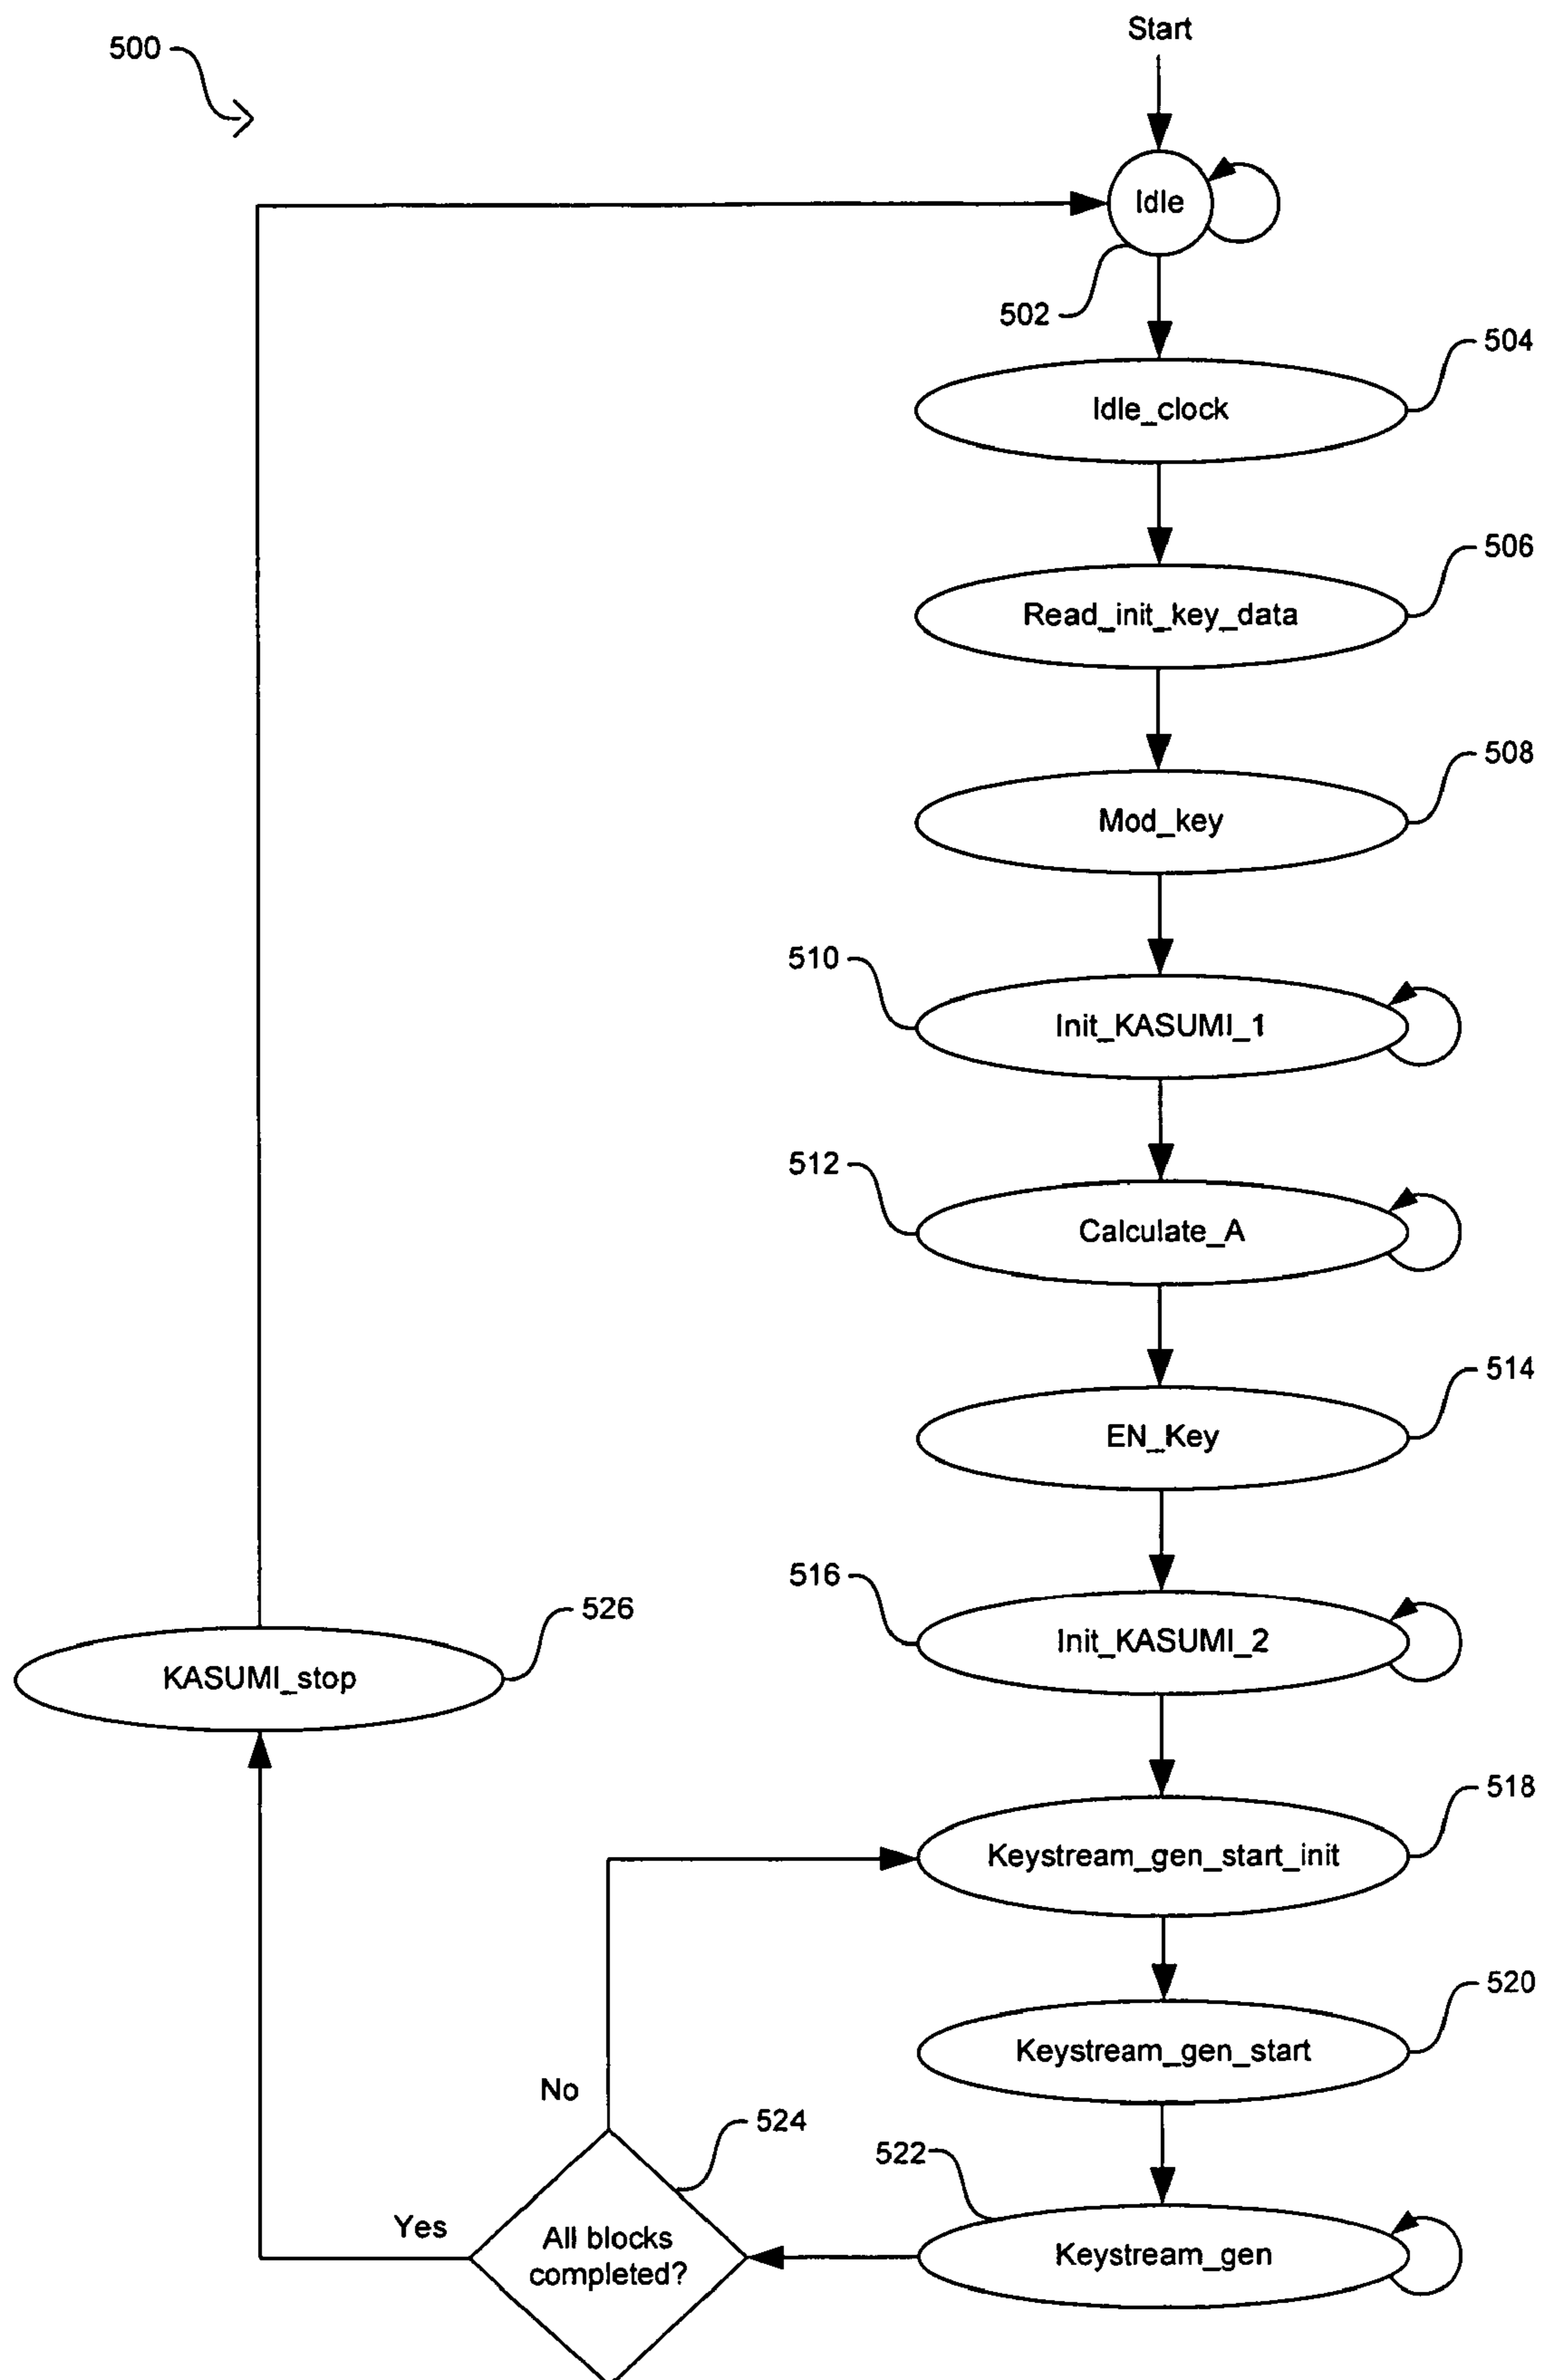 Start
500
Idle
502
504
Idle_clock
506
Read_init_key_data
508
Mod_key
510
Init_KASUMI_1
512
Calculate_A
514
EN_Key
516
Init_KASUMI_2
526
KASUMI_stop
518
Keystream_gen_start_init
520
Keystream_gen_start
No
524
522
Yes
All blocks
completed?
Keystream_gen